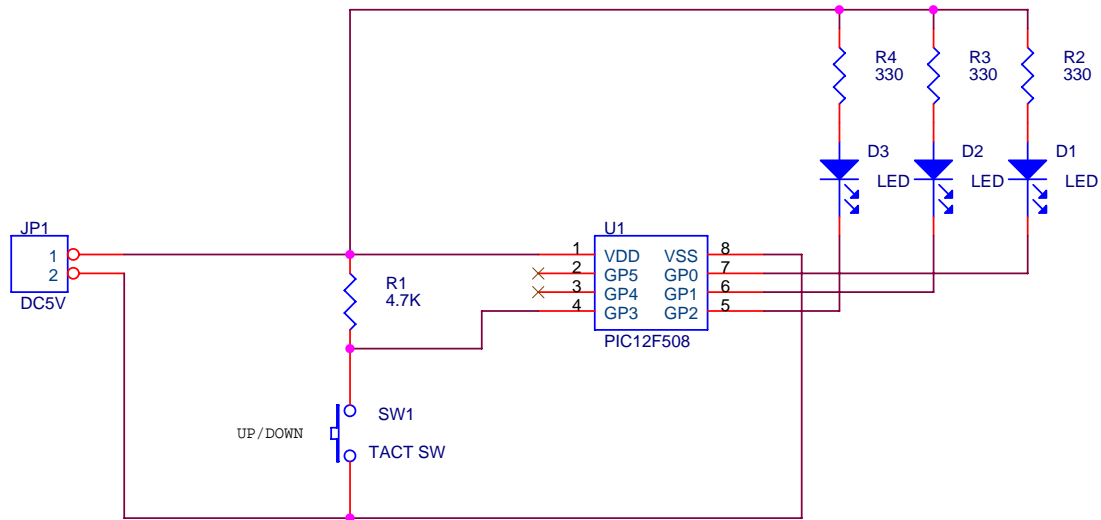 R4
330
R3
330
R2
330
D3
LED
D2
LED
D1
LED
JP1
1
2
DC5V
R1
4.7K
U1
1 VDD VSS 8
2 GP5 GP0 7
3 GP4 GP1 6
4 GP3 GP2 5
PIC12F508
SW1
UP/DOWN
TACT SW